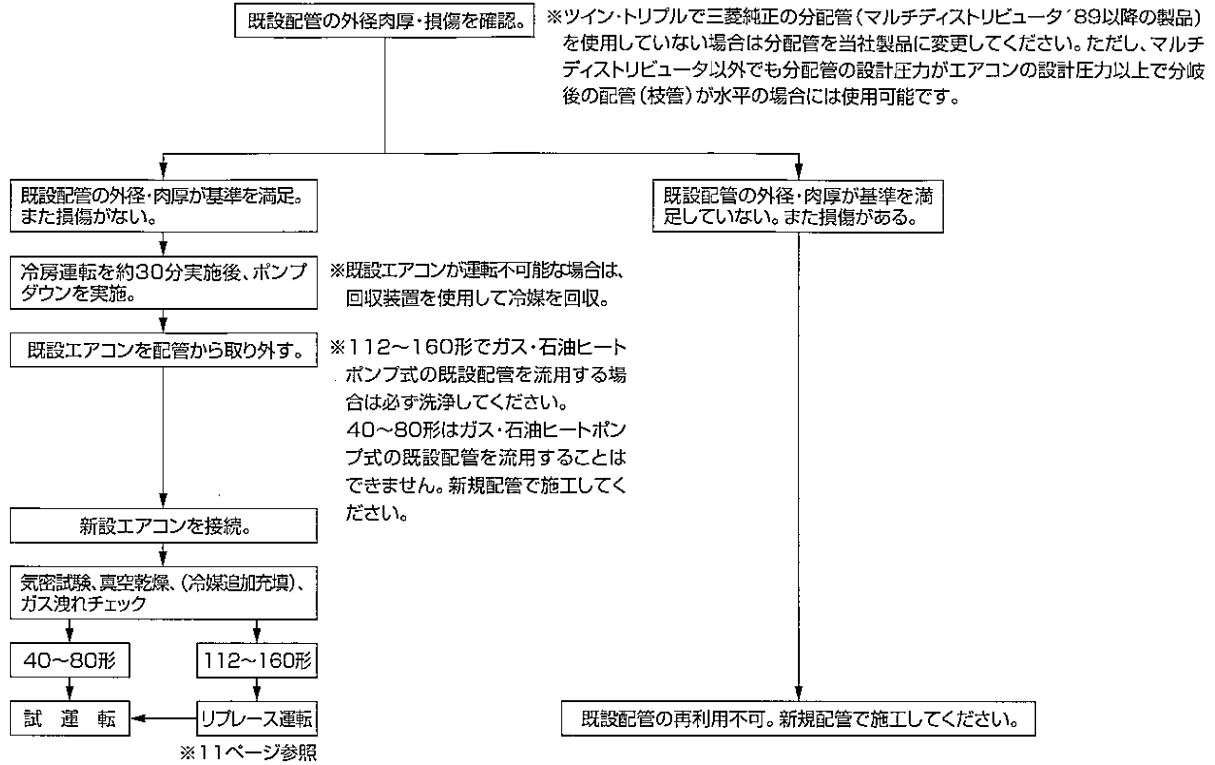 既設配管の外径肉厚・損傷を確認。
※ツイン・トリプルで三菱純正の分配管(マルチディストリビュータ´89以降の製品)
を使用していない場合は分配管を当社製品に変更してください。ただし、マルチ
ディストリビュータ以外でも分配管の設計圧力がエアコンの設計圧力以上で分岐
後の配管(枝管)が水平の場合には使用可能です。
既設配管の外径・肉厚が基準を満足。
また損傷がない。
既設配管の外径・肉厚が基準を満
足していない。また損傷がある。
冷房運転を約30分実施後、ポンプ
ダウンを実施。
※既設エアコンが運転不可能な場合は、
回収装置を使用して冷媒を回収。
既設エアコンを配管から取り外す。
※112~160形でガス・石油ヒート
ポンプ式の既設配管を流用する場
合は必ず洗浄してください。
40~80形はガス・石油ヒートポン
プ式の既設配管を流用することは
できません。新規配管で施工してく
ださい。
新設エアコンを接続。
気密試験、真空乾燥、(冷媒追加充填)、
ガス洩れチェック
40~80形
112~160形
試 運 転
リプレース運転
既設配管の再利用不可。新規配管で施工してください。
※11ページ参照